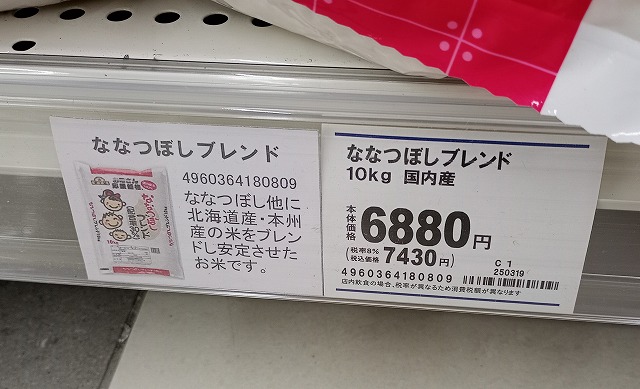 ななつぼしブレンド
4960364180809
ななつぼし他に
北海道産・本州
産の米をブレン
ドし安定させた
お米です。
10kg
ななつぼしブレンド
10kg 国内産
本体価格 6880円
(税率8%
税込価格 7430円)
C 1
250319
4960364180809
店内飲食の場合、税率が異なるため消費税額が異なります